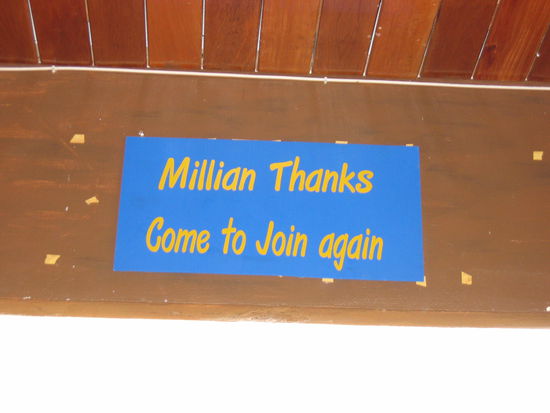 Millian Thanks
Come to Join again